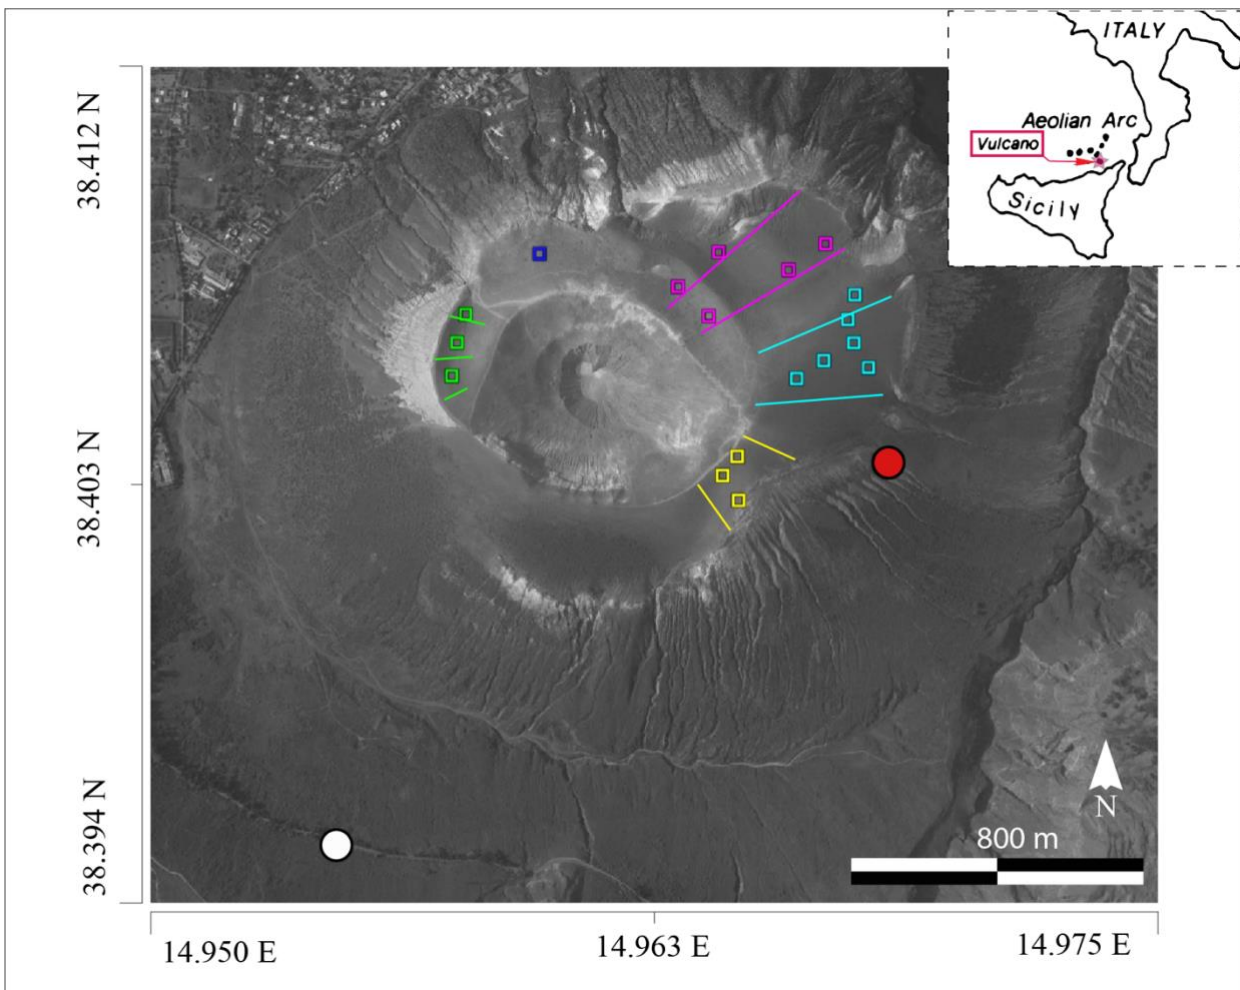 ITALY
Aeolian Arc
Vulcano
Sicily
38.412 N
38.403 N
38.394 N
N
800 m
14.950 E
14.963 E
14.975 E